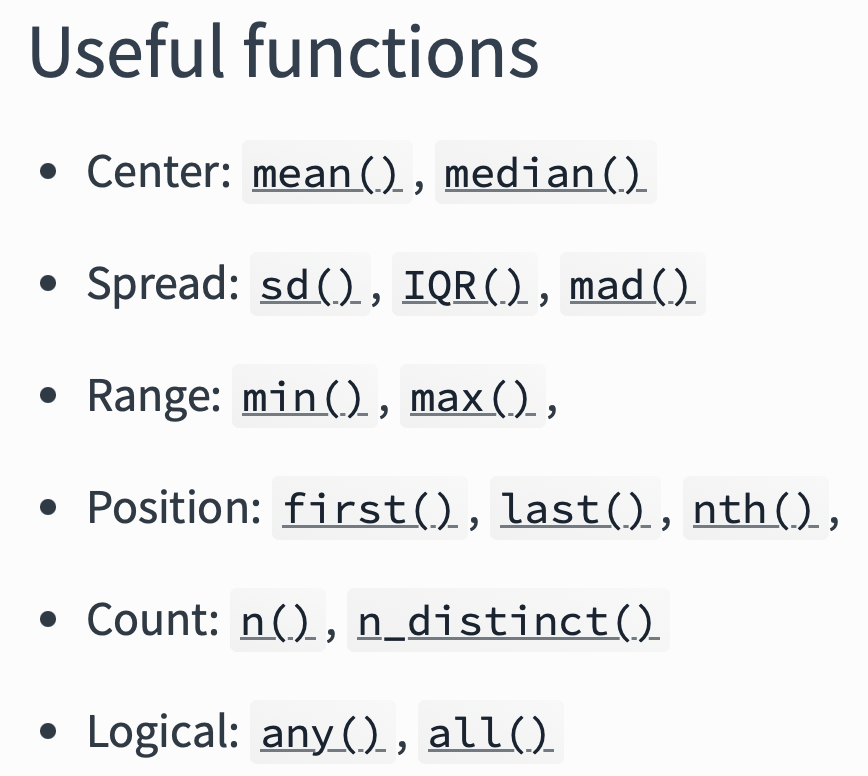 Useful functions
• Center: mean(), median()
• Spread: sd(), IQR(), mad()
• Range: min(), max(),
• Position: first(), last(), nth(),
• Count: n(), n_distinct()
• Logical: any(), all()